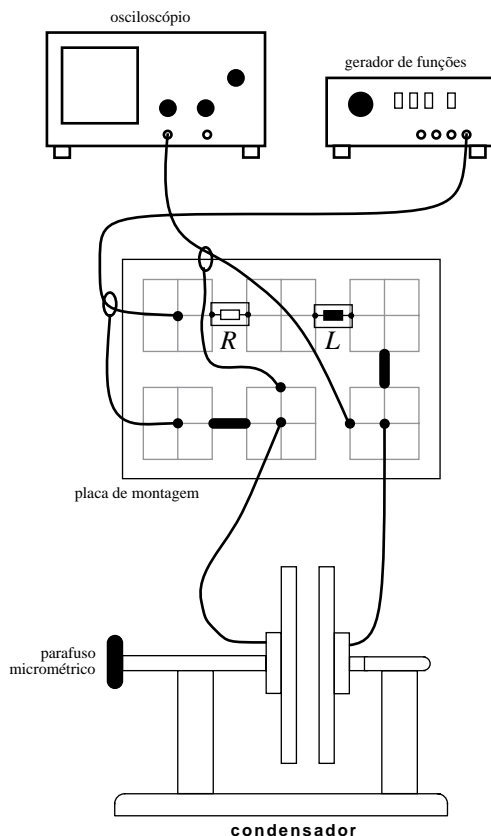 osciloscópio
gerador de funções
R
L
placa de montagem
parafuso
micrométrico
condensador